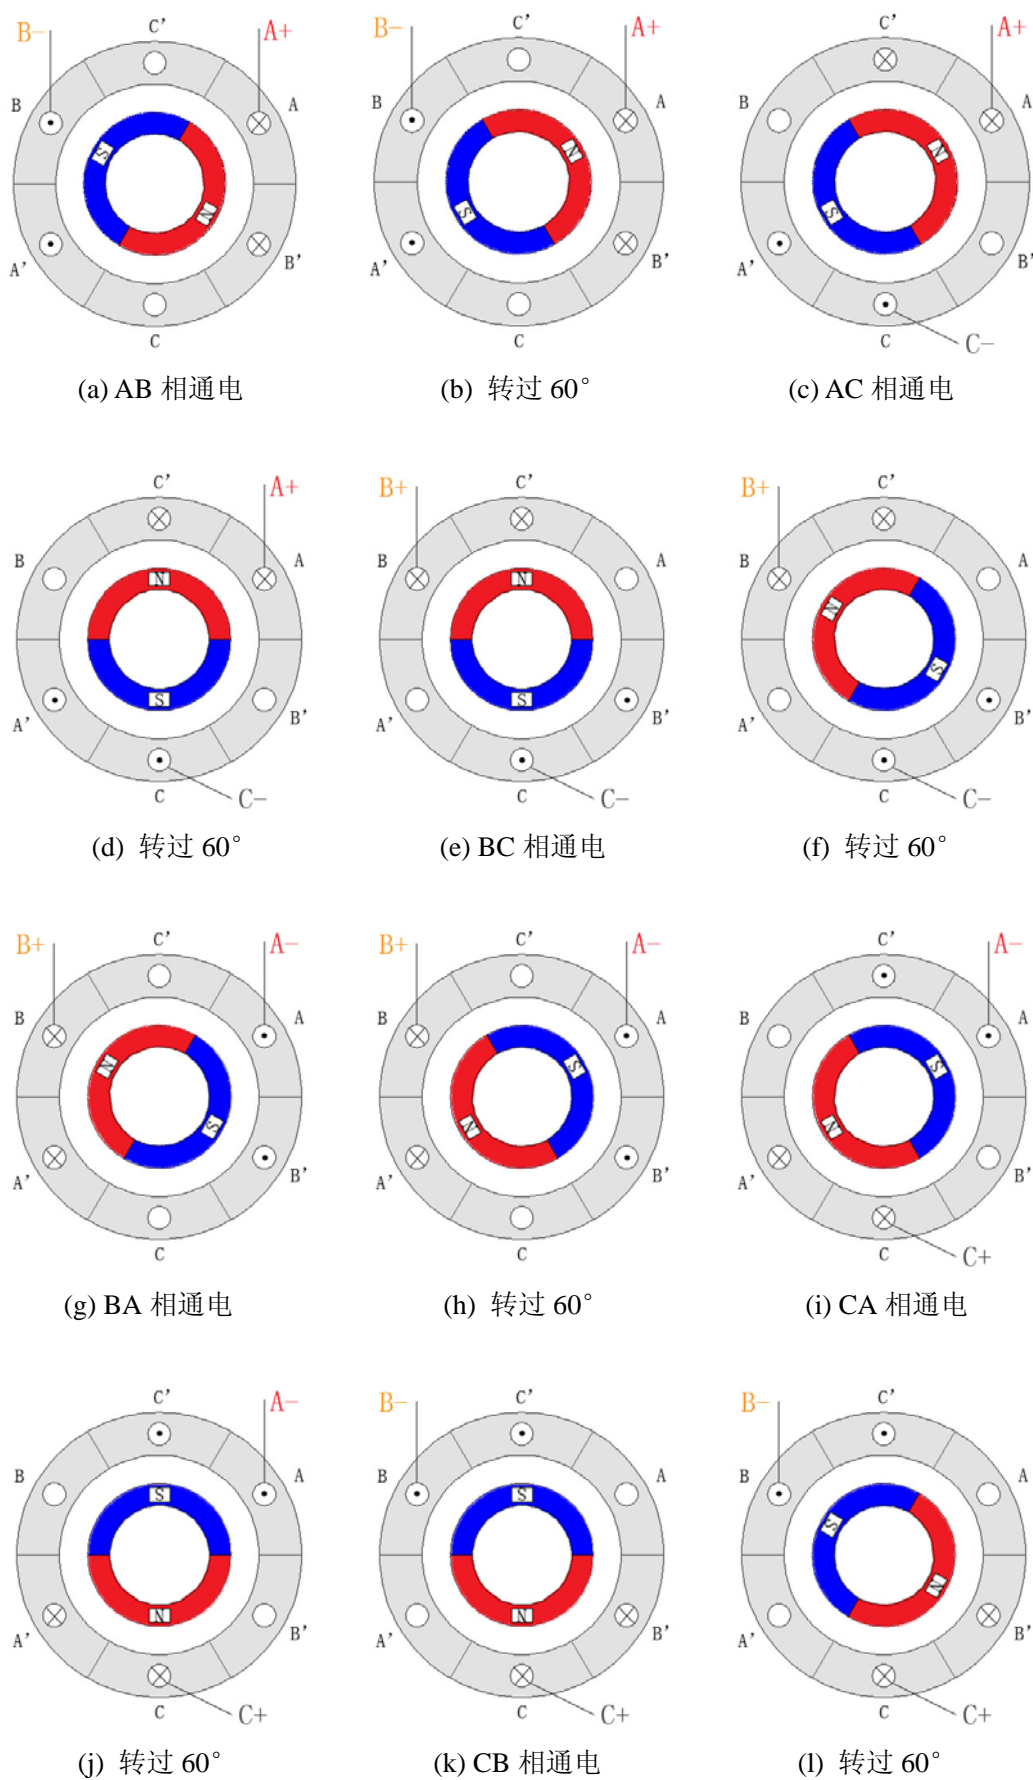 B- C' A+ B- C' A+ C' A+
B A B A B A
S N N S N S
A' B' A' B' A' B'
C C C C-
(a) AB 相通电 (b) 转过 60° (c) AC 相通电
C' A+ B+ C' B+ C'
B A B A B A
N N N
S S S
A' B' A' B' A' B'
C C- C C- C C-
(d) 转过 60° (e) BC 相通电 (f) 转过 60°
B+ C' A- B+ C' A- C' A-
B A B A B A
N S S N S N
A' B' A' B' A' B'
C C C C+
(g) BA 相通电 (h) 转过 60° (i) CA 相通电
C' A- B- C' B- C'
B A B A B A
S S S
N N N
A' B' A' B' A' B'
C C+ C C+ C C+
(j) 转过 60° (k) CB 相通电 (l) 转过 60°